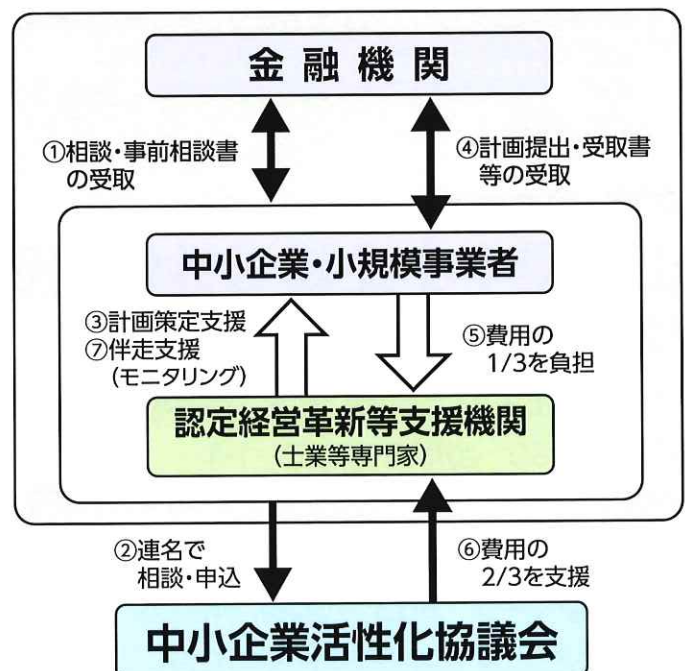 金融機関
①相談・事前相談書
の受取
④計画提出・受取書
等の受取
中小企業・小規模事業者
③計画策定支援
⑦伴走支援
(モニタリング)
⑤費用の
1/3を負担
認定経営革新等支援機関
(士業等専門家)
②連名で
相談・申込
⑥費用の
2/3を支援
中小企業活性化協議会